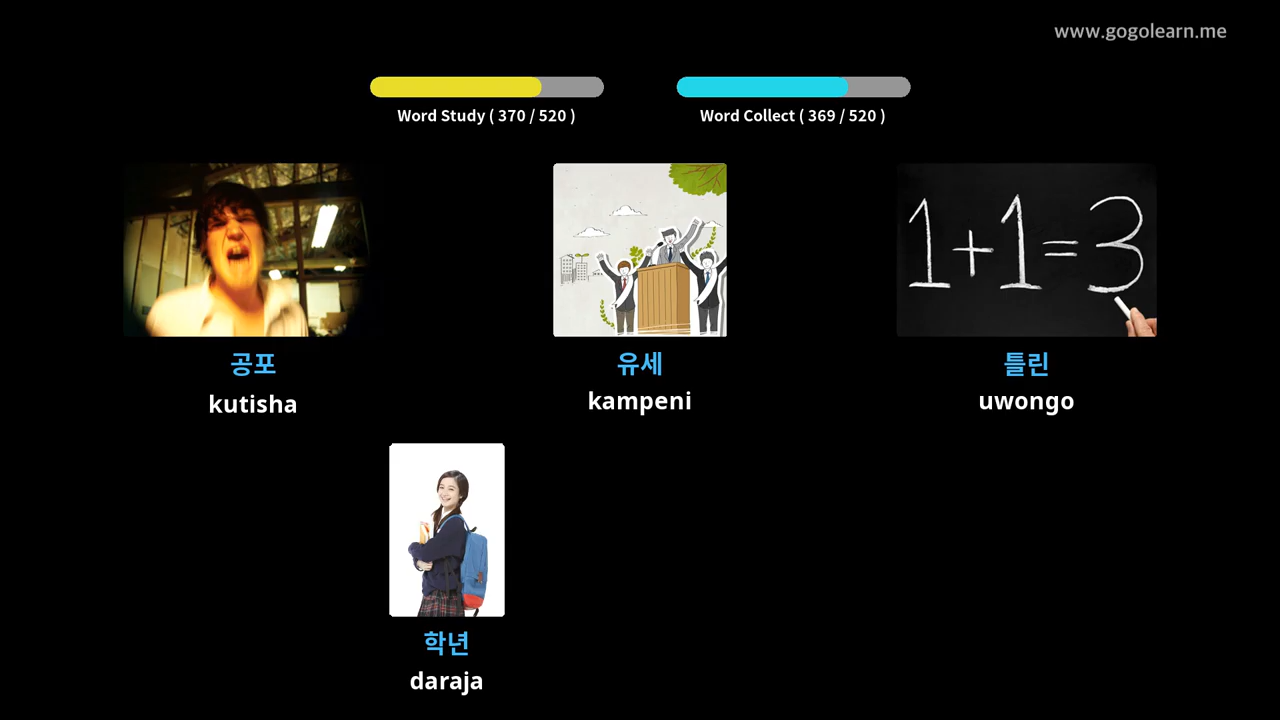 www.gogolearn.me
Word Study ( 370 / 520 )
Word Collect ( 369 / 520 )
1+1=3
공포
kutisha
유세
kampeni
틀린
uwongo
학년
daraja